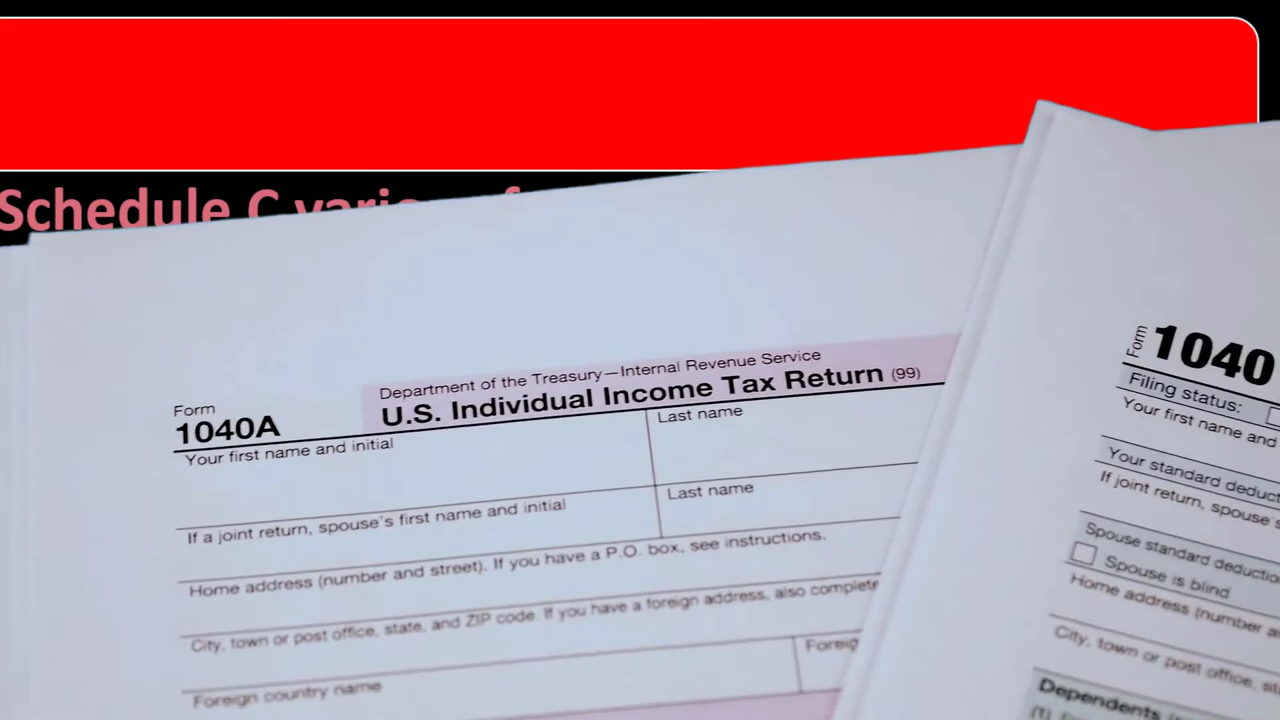 Schedule C
Form
1040A
Department of the Treasury—Internal Revenue Service
U.S. Individual Income Tax Return (99)
Your first name and initial
Last name
If a joint return, spouse's first name and initial
Last name
Home address (number and street). If you have a P.O. box, see instructions.
City, town or post office, state, and ZIP code. If you have a foreign address, also complete
Foreign country name
Form
1040
Filing status:
Your first name and
Your standard
If joint return, spouse's
Spouse standard
Spouse is blind
Home address (number
City, town or post office,
Dependents
(1)